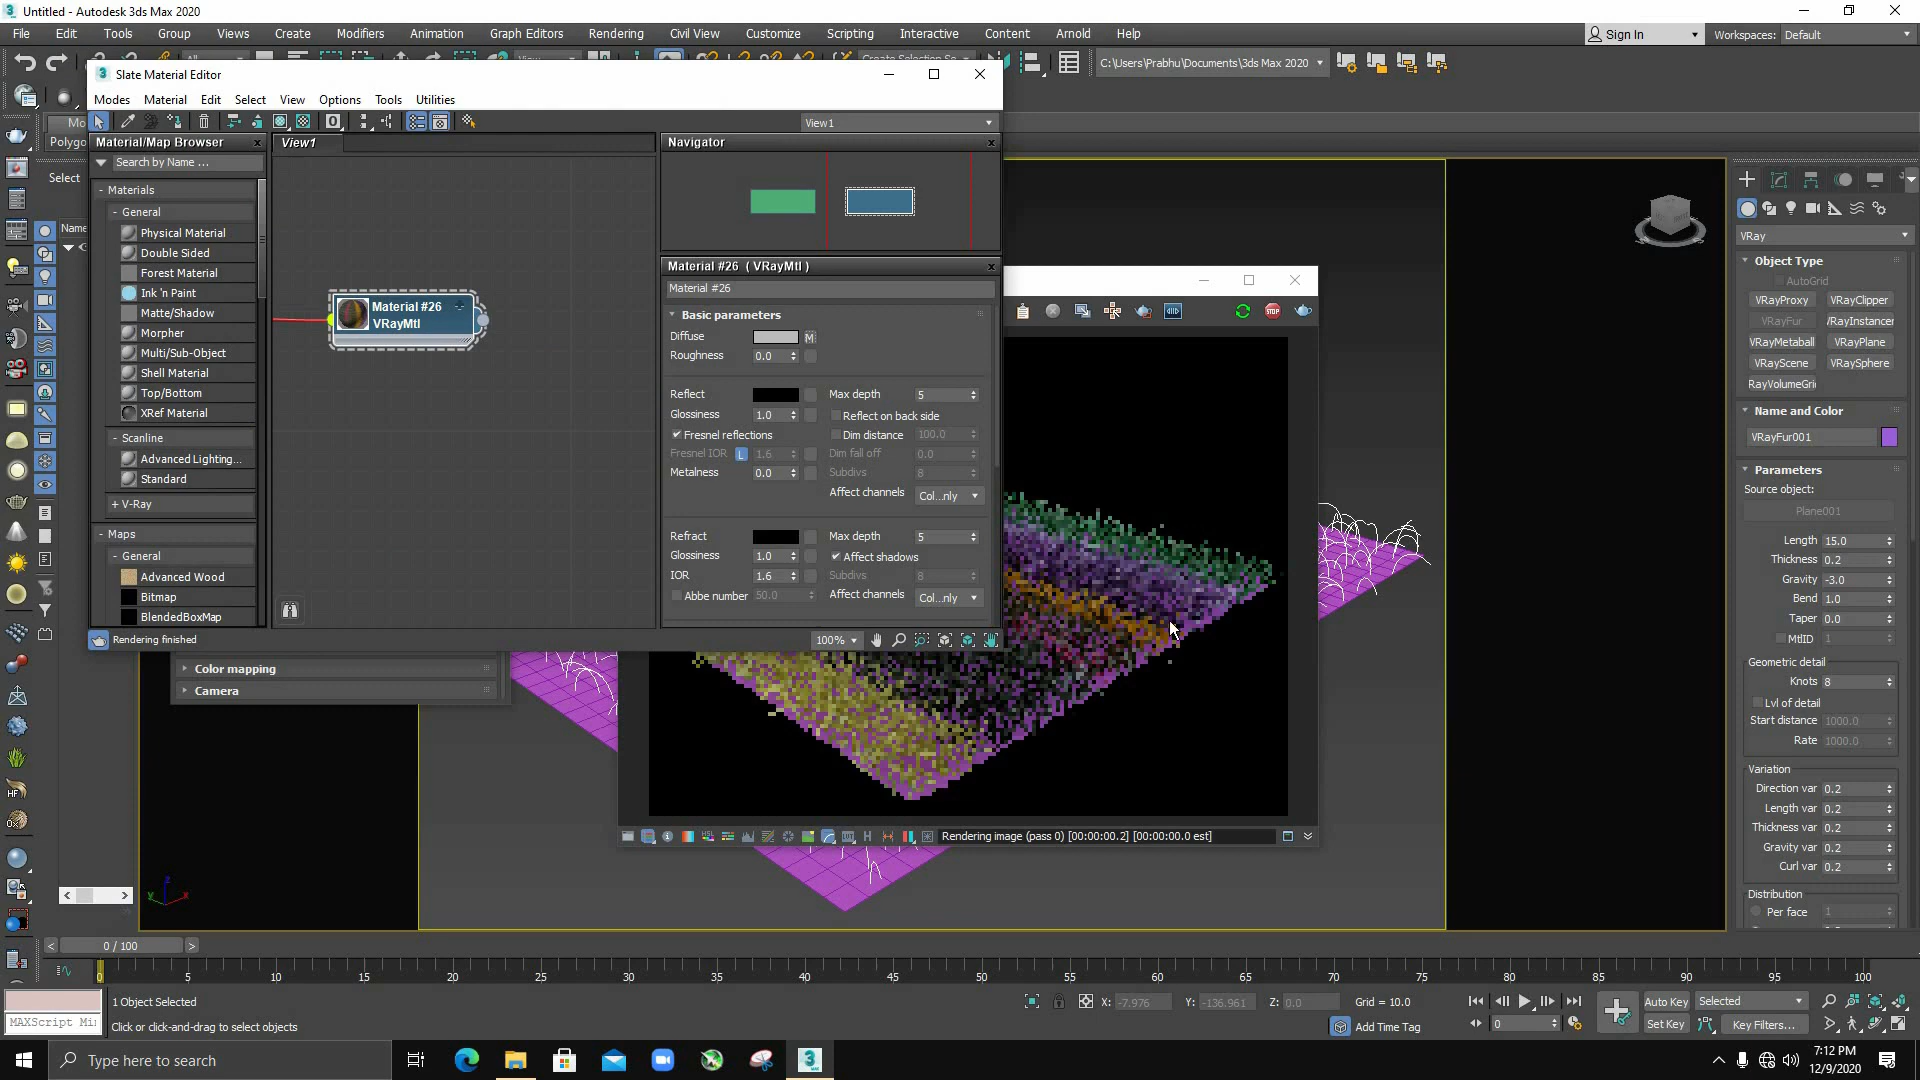 Untitled - Autodesk 3ds Max 2020
File Edit Tools Group Views Create Modifiers Animation Graph Editors Rendering Civil View Customize Scripting Interactive Content Arnold Help
Sign In Workspaces: Default
C:\Users\Prabhu\Documents\3ds Max 2020
Slate Material Editor
Modes Material Edit Select View Options Tools Utilities
View1
Mo
Polygo
Select
Name
Material/Map Browser
Search by Name ...
- Materials
- General
Physical Material
Double Sided
Forest Material
Ink 'n Paint
Matte/Shadow
Morpher
Multi/Sub-Object
Shell Material
Top/Bottom
XRef Material
- Scanline
Advanced Lighting...
Standard
+ V-Ray
- Maps
- General
Advanced Wood
Bitmap
BlendedBoxMap
Rendering finished
View1
Material #26
VRayMtl
Navigator
Material #26 ( VRayMtl )
Material #26
Basic parameters
Diffuse M
Roughness 0.0
Reflect Max depth 5
Glossiness 1.0 Reflect on back side
Fresnel reflections Dim distance 100.0
Fresnel IOR L 1.6 Dim fall off 0.0
Metalness 0.0 Subdivs 8
Affect channels Col...nly
Refract Max depth 5
Glossiness 1.0 Affect shadows
IOR 1.6 Subdivs 8
Abbe number 50.0 Affect channels Col...nly
100%
Color mapping
Camera
STOP
HSL
LUT
H
Rendering image (pass 0) [00:00:00.2] [00:00:00.0 est]
VRay
Object Type
AutoGrid
VRayProxy VRayClipper
VRayFur /RayInstancer
VRayMetaball VRayPlane
VRayScene VRaySphere
RayVolumeGri
Name and Color
VRayFur001
Parameters
Source object:
Plane001
Length 15.0
Thickness 0.2
Gravity -3.0
Bend 1.0
Taper 0.0
MtlID 1
Geometric detail
Knots 8
Lvl of detail
Start distance 1000.0
Rate 1000.0
Variation
Direction var 0.2
Length var 0.2
Thickness var 0.2
Gravity var 0.2
Curl var 0.2
Distribution
Per face 1
z
y x
HF
< >
< 0 / 100 >
0 5 10 15 20 25 30 35 40 45 50 55 60 65 70 75 80 85 90 95 100
1 Object Selected
X: -7.976 Y: -136.961 Z: 0.0 Grid = 10.0
Auto Key Selected
MAXScript Mi
Click or click-and-drag to select objects
Add Time Tag
0
Set Key Key Filters...
Type here to search
3
MAX
7:12 PM
12/9/2020